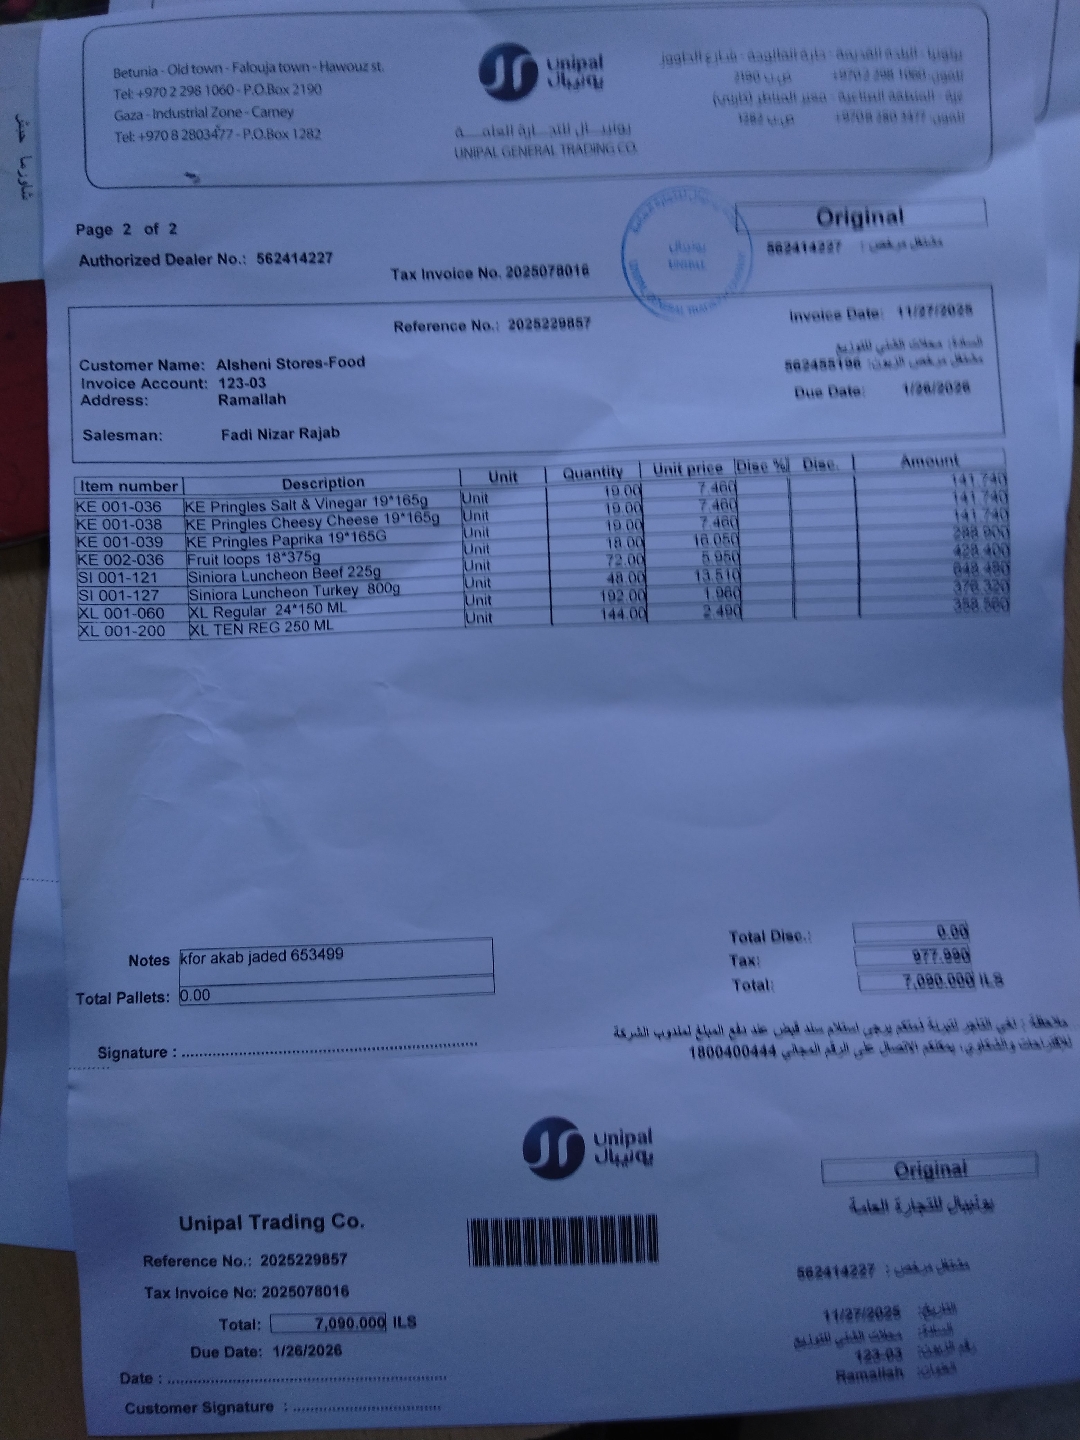 شاورما
Betunia - Old town - Falouja town - Hawouz st.
Tel: +970 2 298 1060 - P.O.Box 2190
Gaza - Industrial Zone - Carney
Tel: +970 8 2803477 - P.O.Box 1282
Unipal
يونيبال
UNIPAL GENERAL TRADING CO.
Page 2 of 2
Original
Authorized Dealer No.: 562414227
562414227
Tax Invoice No. 2025078016
Reference No.: 2025229857
Invoice Date: 11/27/2025
Customer Name: Alsheni Stores-Food
Invoice Account: 123-03
562455196
Address: Ramallah
Due Date: 1/26/2026
Salesman: Fadi Nizar Rajab
Item number Description Unit Quantity Unit price Disc % Disc. Amount
KE 001-036 KE Pringles Salt & Vinegar 19*165g Unit 19.00 7.460 141.740
KE 001-038 KE Pringles Cheesy Cheese 19*165g Unit 19.00 7.460 141.740
KE 001-039 KE Pringles Paprika 19*165G Unit 19.00 7.460 141.740
KE 002-036 Fruit loops 18*375g Unit 18.00 16.050 288.900
SI 001-121 Siniora Luncheon Beef 225g Unit 72.00 5.950 428.400
SI 001-127 Siniora Luncheon Turkey 800g Unit 48.00 13.510 648.480
XL 001-060 XL Regular 24*150 ML Unit 192.00 1.960 376.320
XL 001-200 XL TEN REG 250 ML Unit 144.00 2.490 358.560
Notes kfor akab jaded 653499
Total Pallets: 0.00
Total Disc.: 0.00
Tax: 977.990
Total: 7,090.000 ILS
Signature :
1800400444
Unipal
يونيبال
Original
Unipal Trading Co.
يونيبال للتجارة العامة
Reference No.: 2025229857
562414227
Tax Invoice No: 2025078016
Total: 7,090.000 ILS
11/27/2025
Due Date: 1/26/2026
123-03
Date :
Ramallah
Customer Signature :